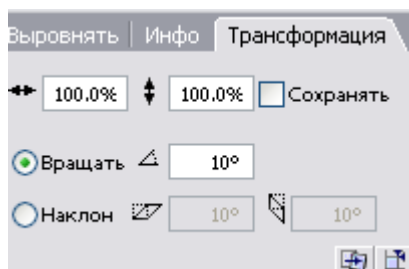 Выровнять Инфо Трансформация
100.0% 100.0% Сохранять
Вращать 10°
Наклон 10° 10°